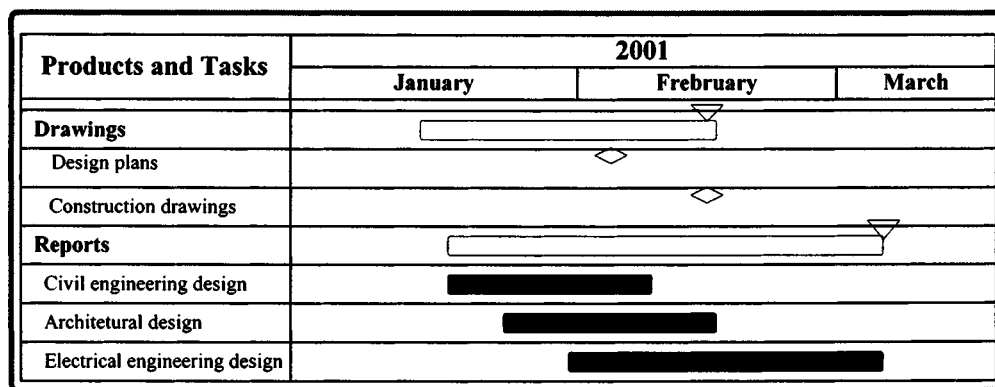 Products and Tasks
2001
January
Frebruary
March
Drawings
Design plans
Construction drawings
Reports
Civil engineering design
Architetural design
Electrical engineering design